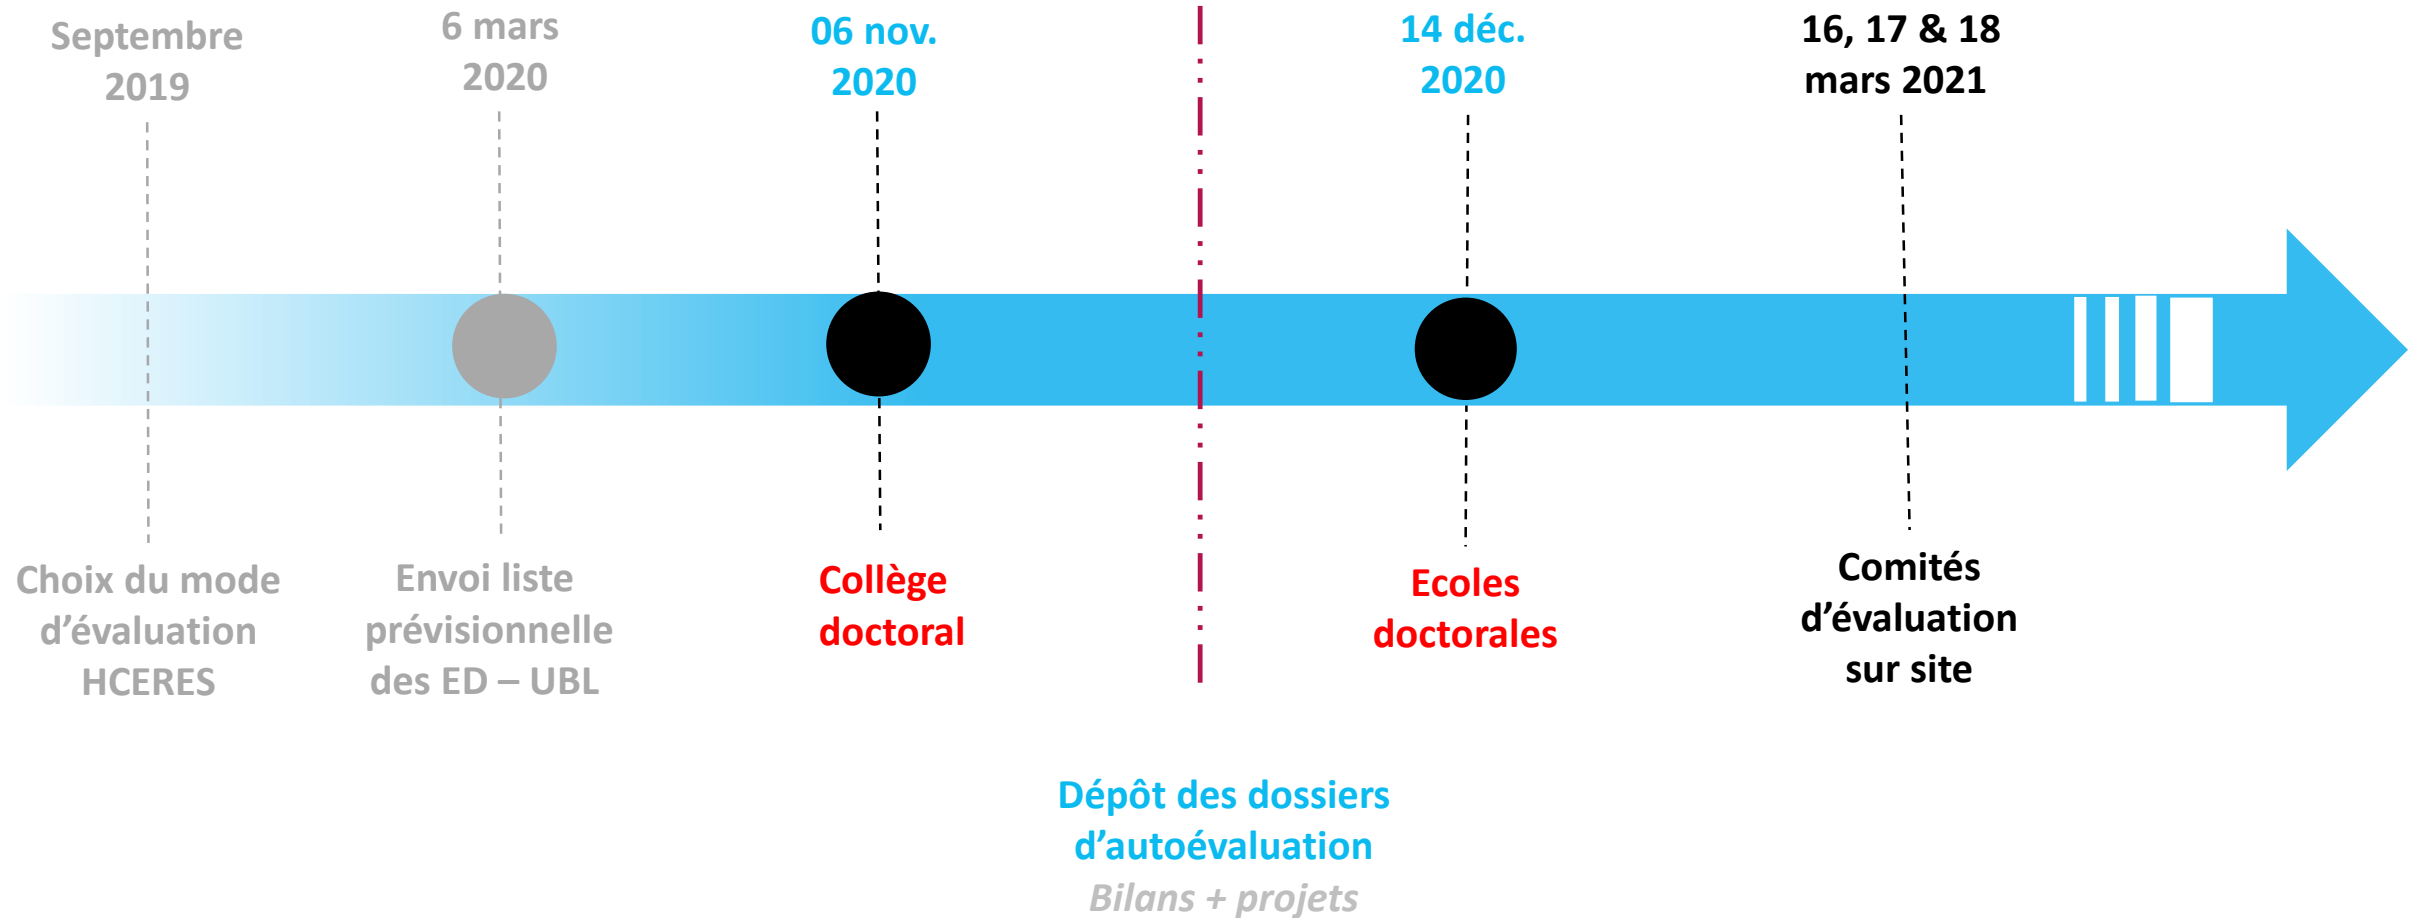 Septembre
2019
6 mars
2020
06 nov.
2020
14 déc.
2020
16, 17 & 18
mars 2021
Choix du mode
d’évaluation
HCERES
Envoi liste
prévisionnelle
des ED – UBL
Collège
doctoral
Ecoles
doctorales
Comités
d’évaluation
sur site
Dépôt des dossiers
d’autoévaluation
Bilans + projets